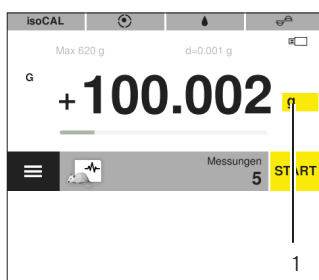 isoCAL
Max 620 g d=0.001 g
G
+ 100.002 g
Messungen
5
START
1